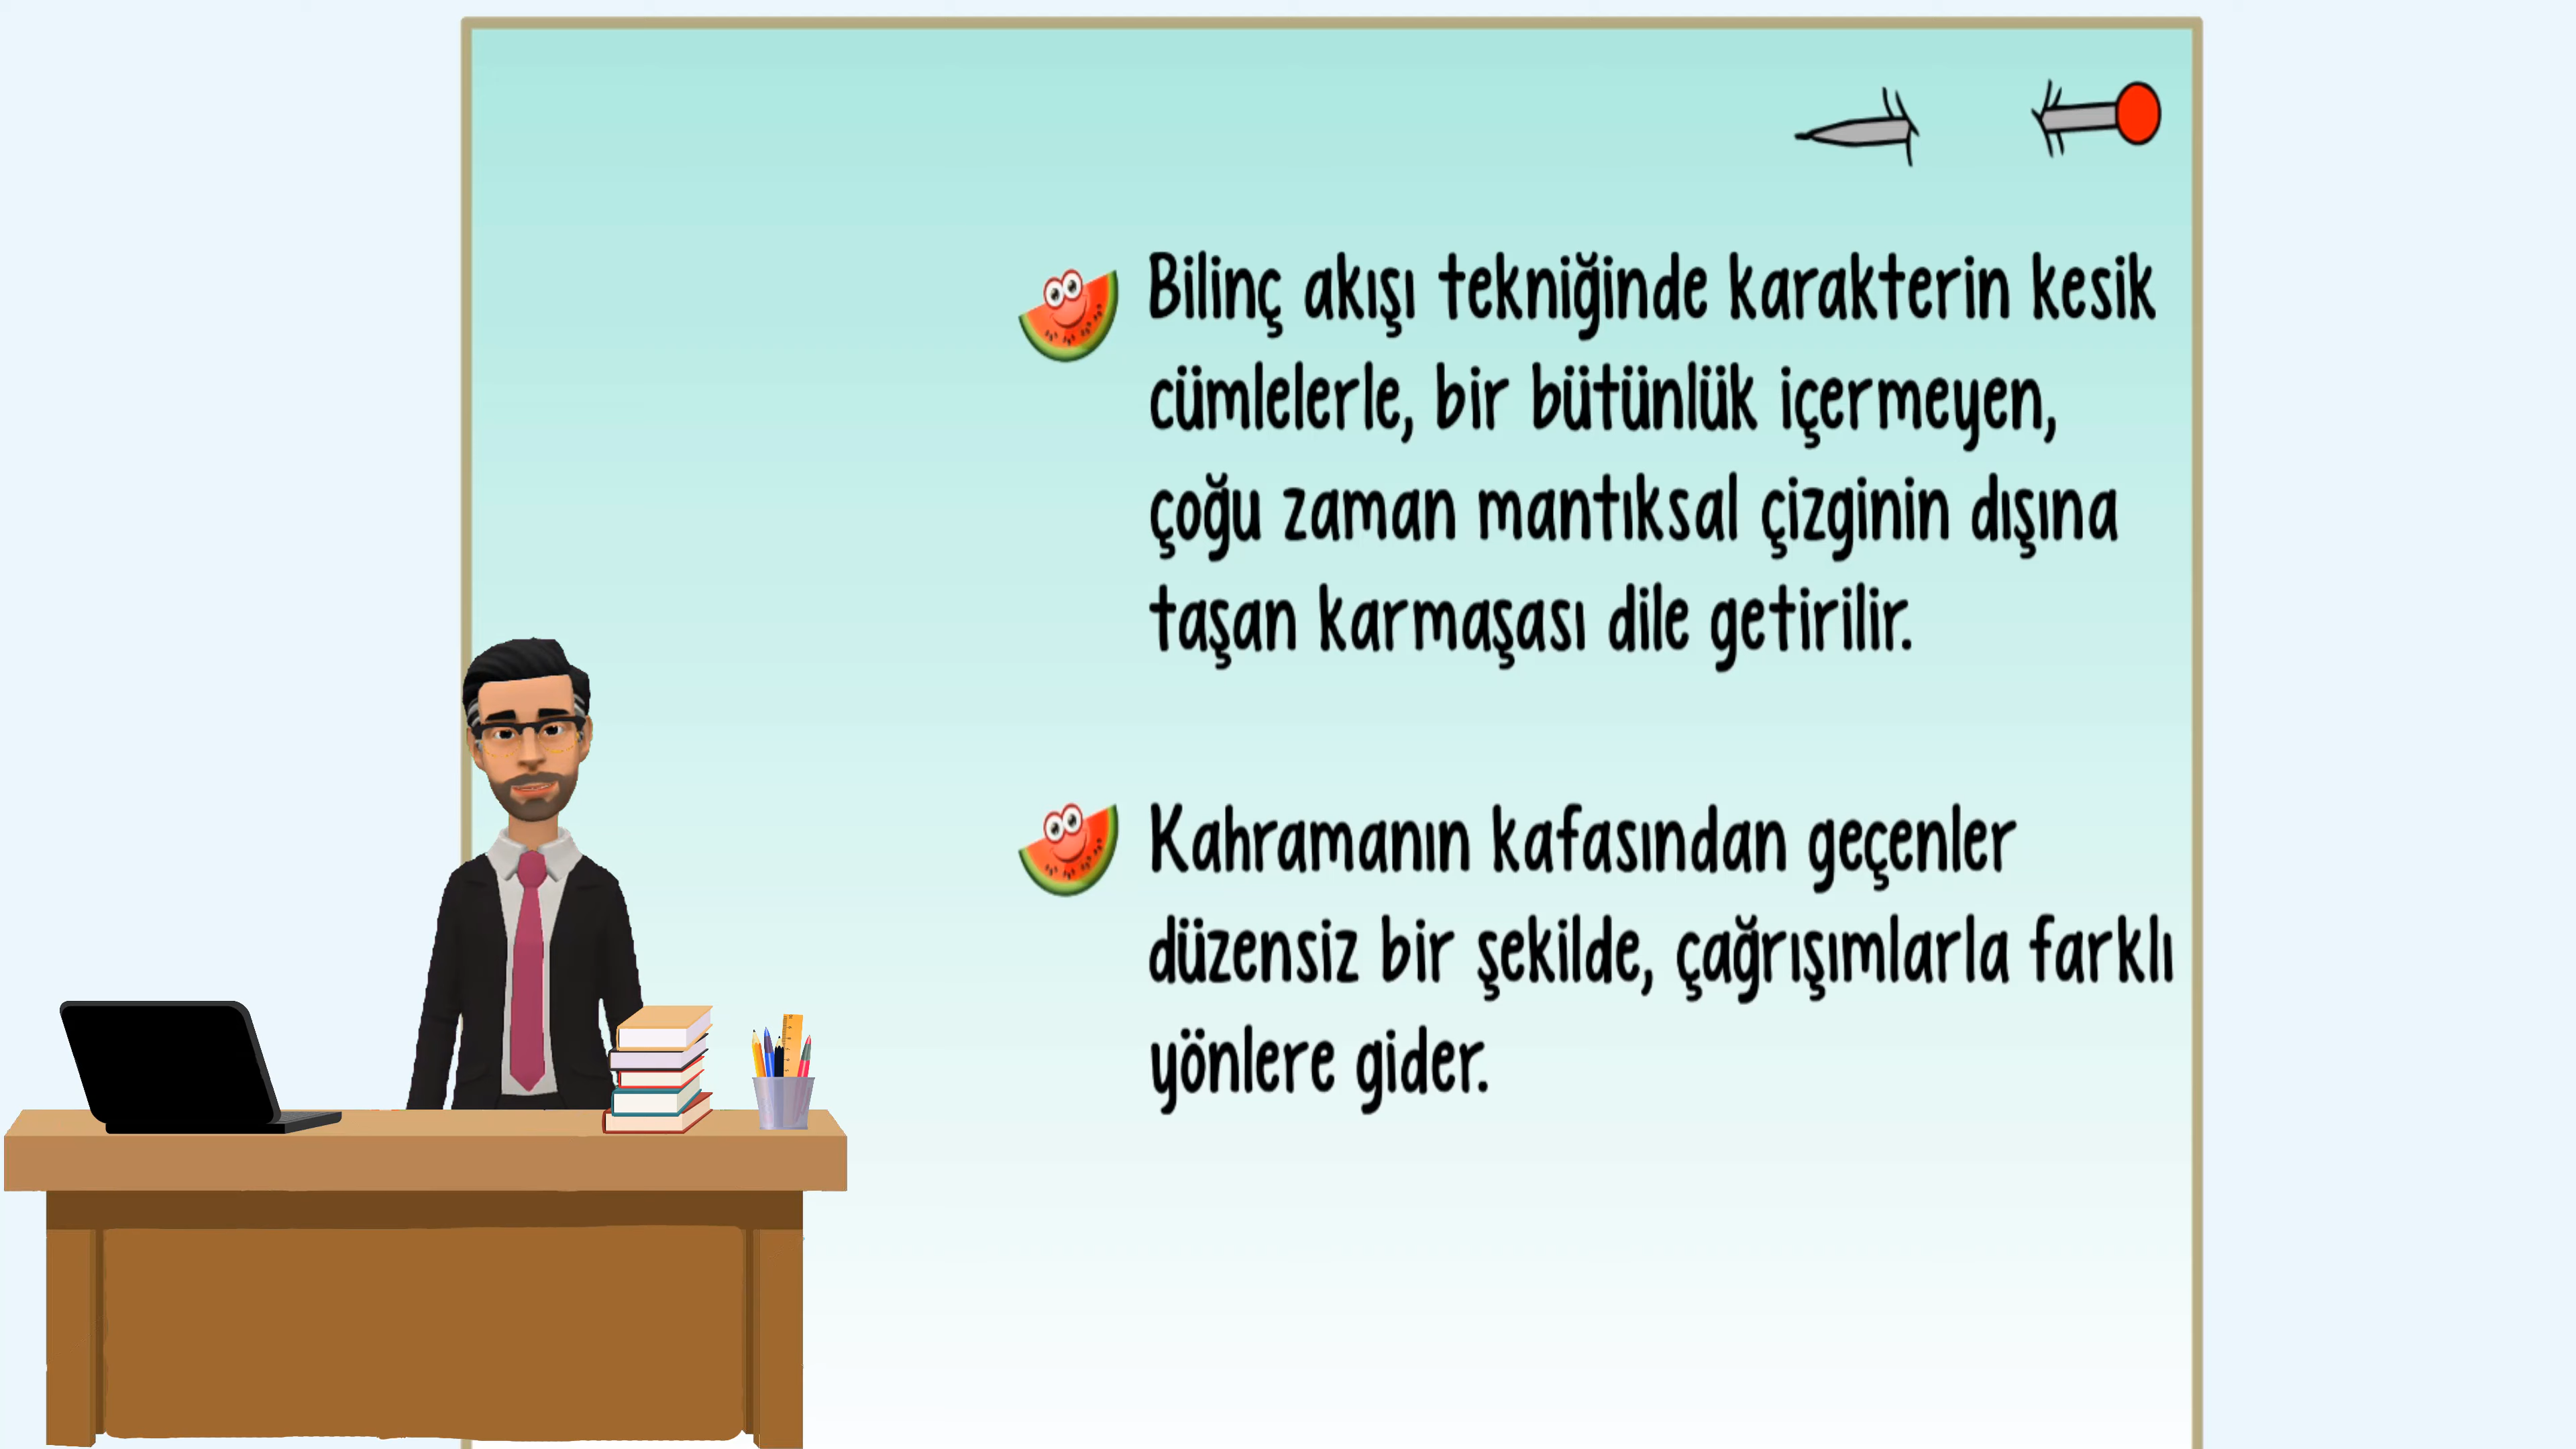 Bilinç akışı tekniğinde karakterin kesik
cümlelerle, bir bütünlük içermeyen,
çoğu zaman mantıksal çizginin dışına
taşan karmaşası dile getirilir.
Kahramanın kafasından geçenler
düzensiz bir şekilde, çağrışımlarla farklı
yönlere gider.